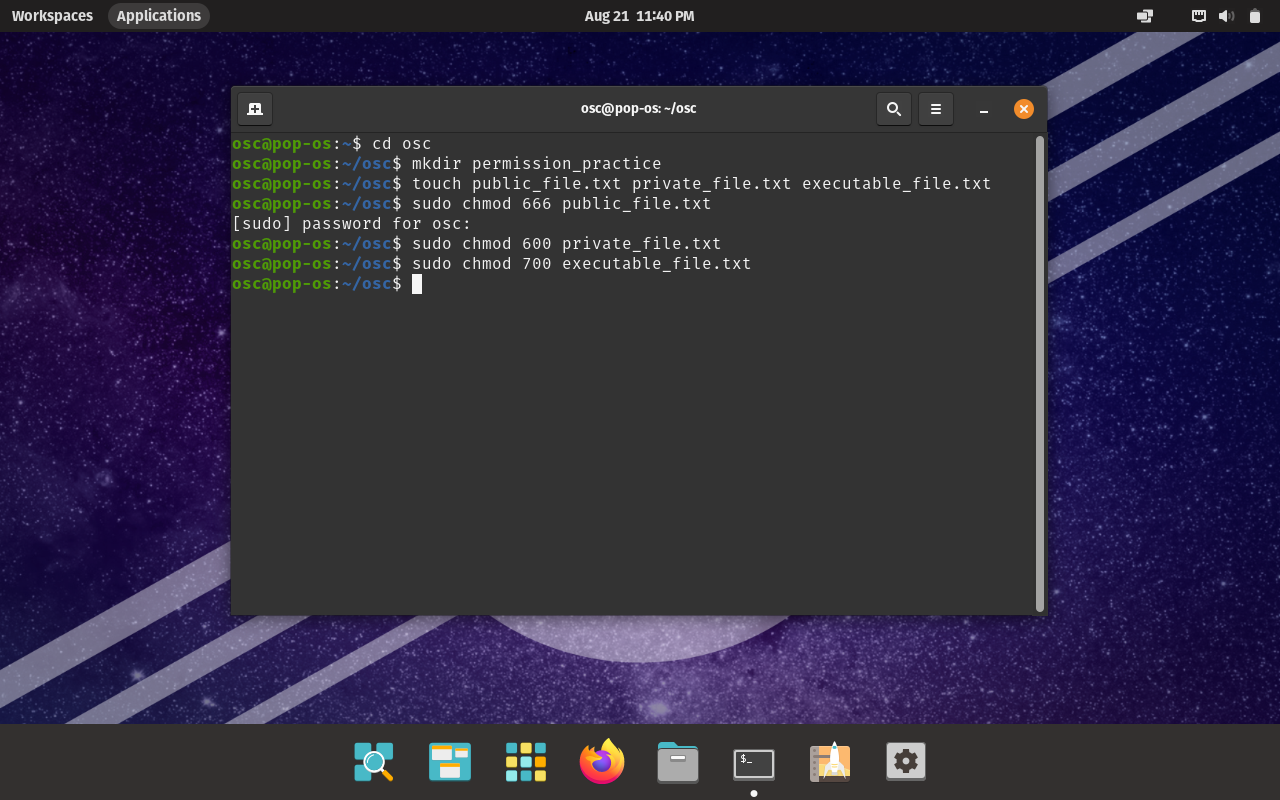 Workspaces Applications Aug 21 11:40 PM
osc@pop-os: ~/osc
osc@pop-os:~$ cd osc
osc@pop-os:~/osc$ mkdir permission_practice
osc@pop-os:~/osc$ touch public_file.txt private_file.txt executable_file.txt
osc@pop-os:~/osc$ sudo chmod 666 public_file.txt
[sudo] password for osc:
osc@pop-os:~/osc$ sudo chmod 600 private_file.txt
osc@pop-os:~/osc$ sudo chmod 700 executable_file.txt
osc@pop-os:~/osc$
$_